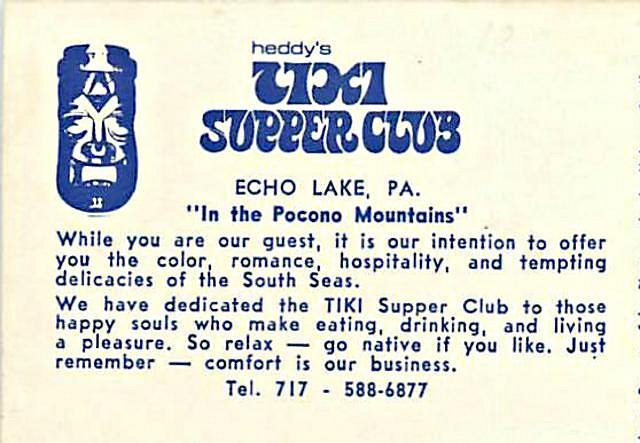 heddy's
TIKI
SUPPER CLUB
ECHO LAKE, PA.
"In the Pocono Mountains"
While you are our guest, it is our intention to offer
you the color, romance, hospitality, and tempting
delicacies of the South Seas.
We have dedicated the TIKI Supper Club to those
happy souls who make eating, drinking, and living
a pleasure. So relax — go native if you like. Just
remember — comfort is our business.
Tel. 717 - 588-6877